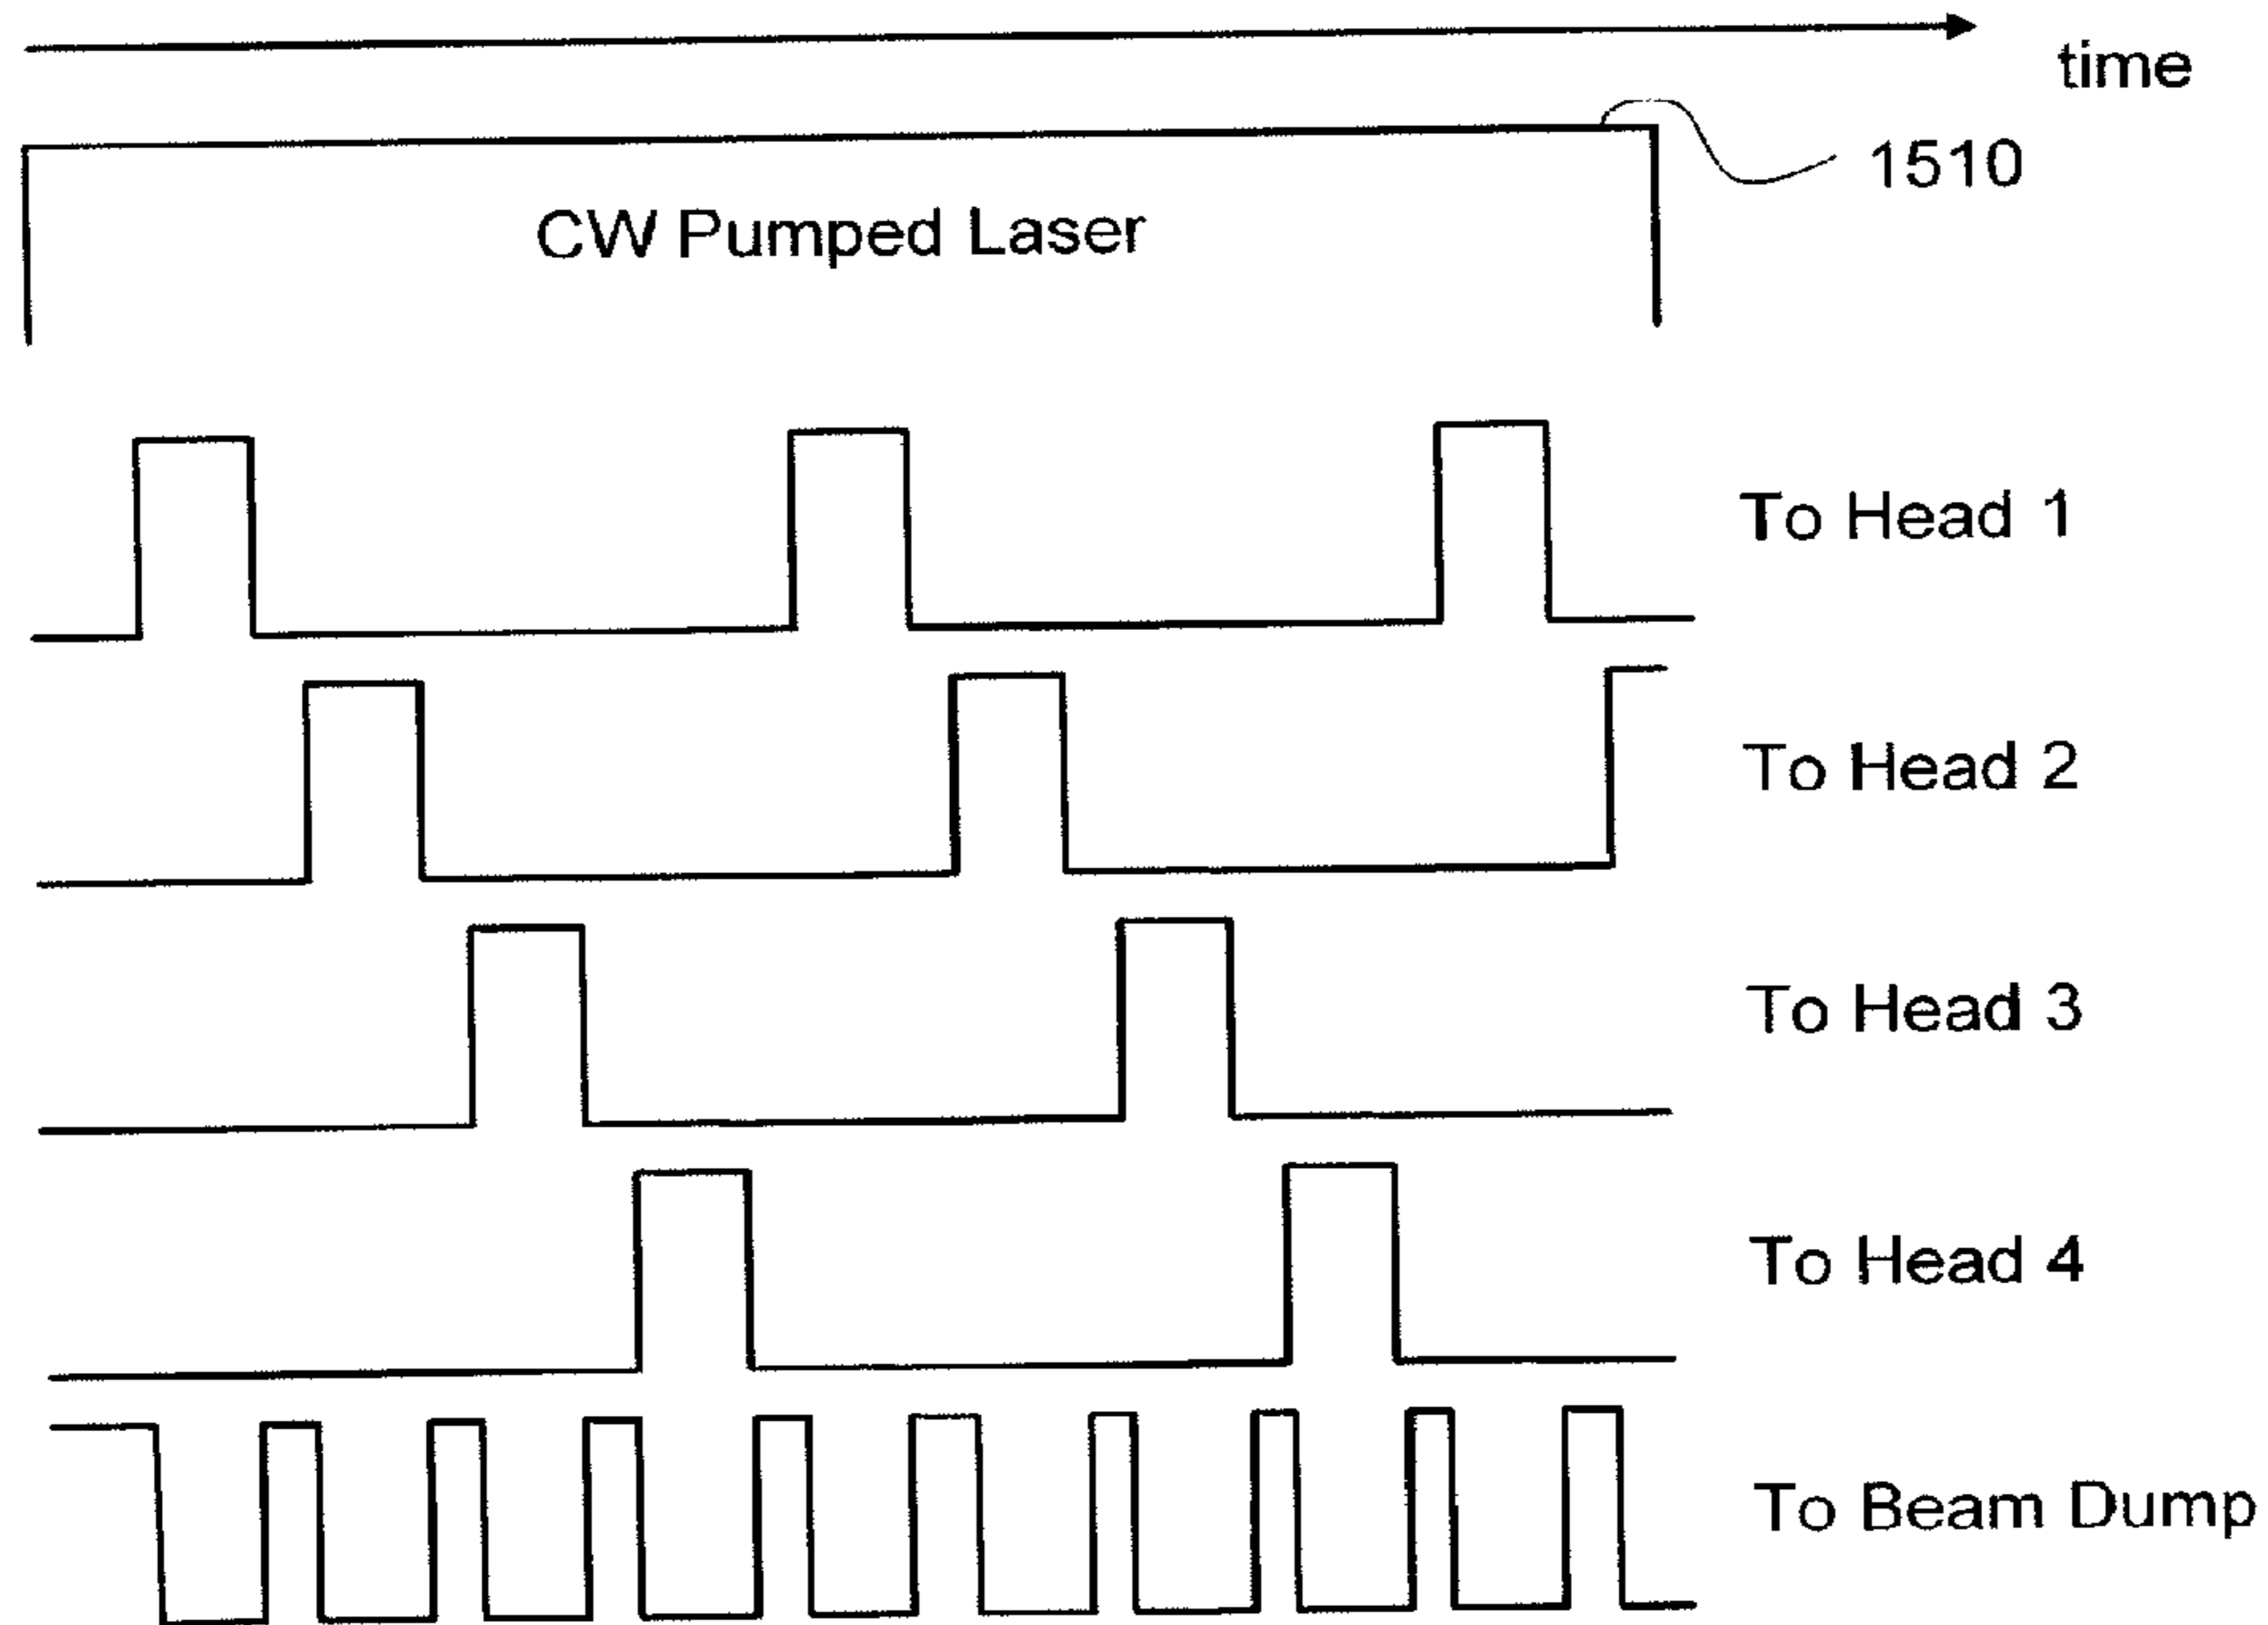 time
1510
CW Pumped Laser
To Head 1
To Head 2
To Head 3
To Head 4
To Beam Dump